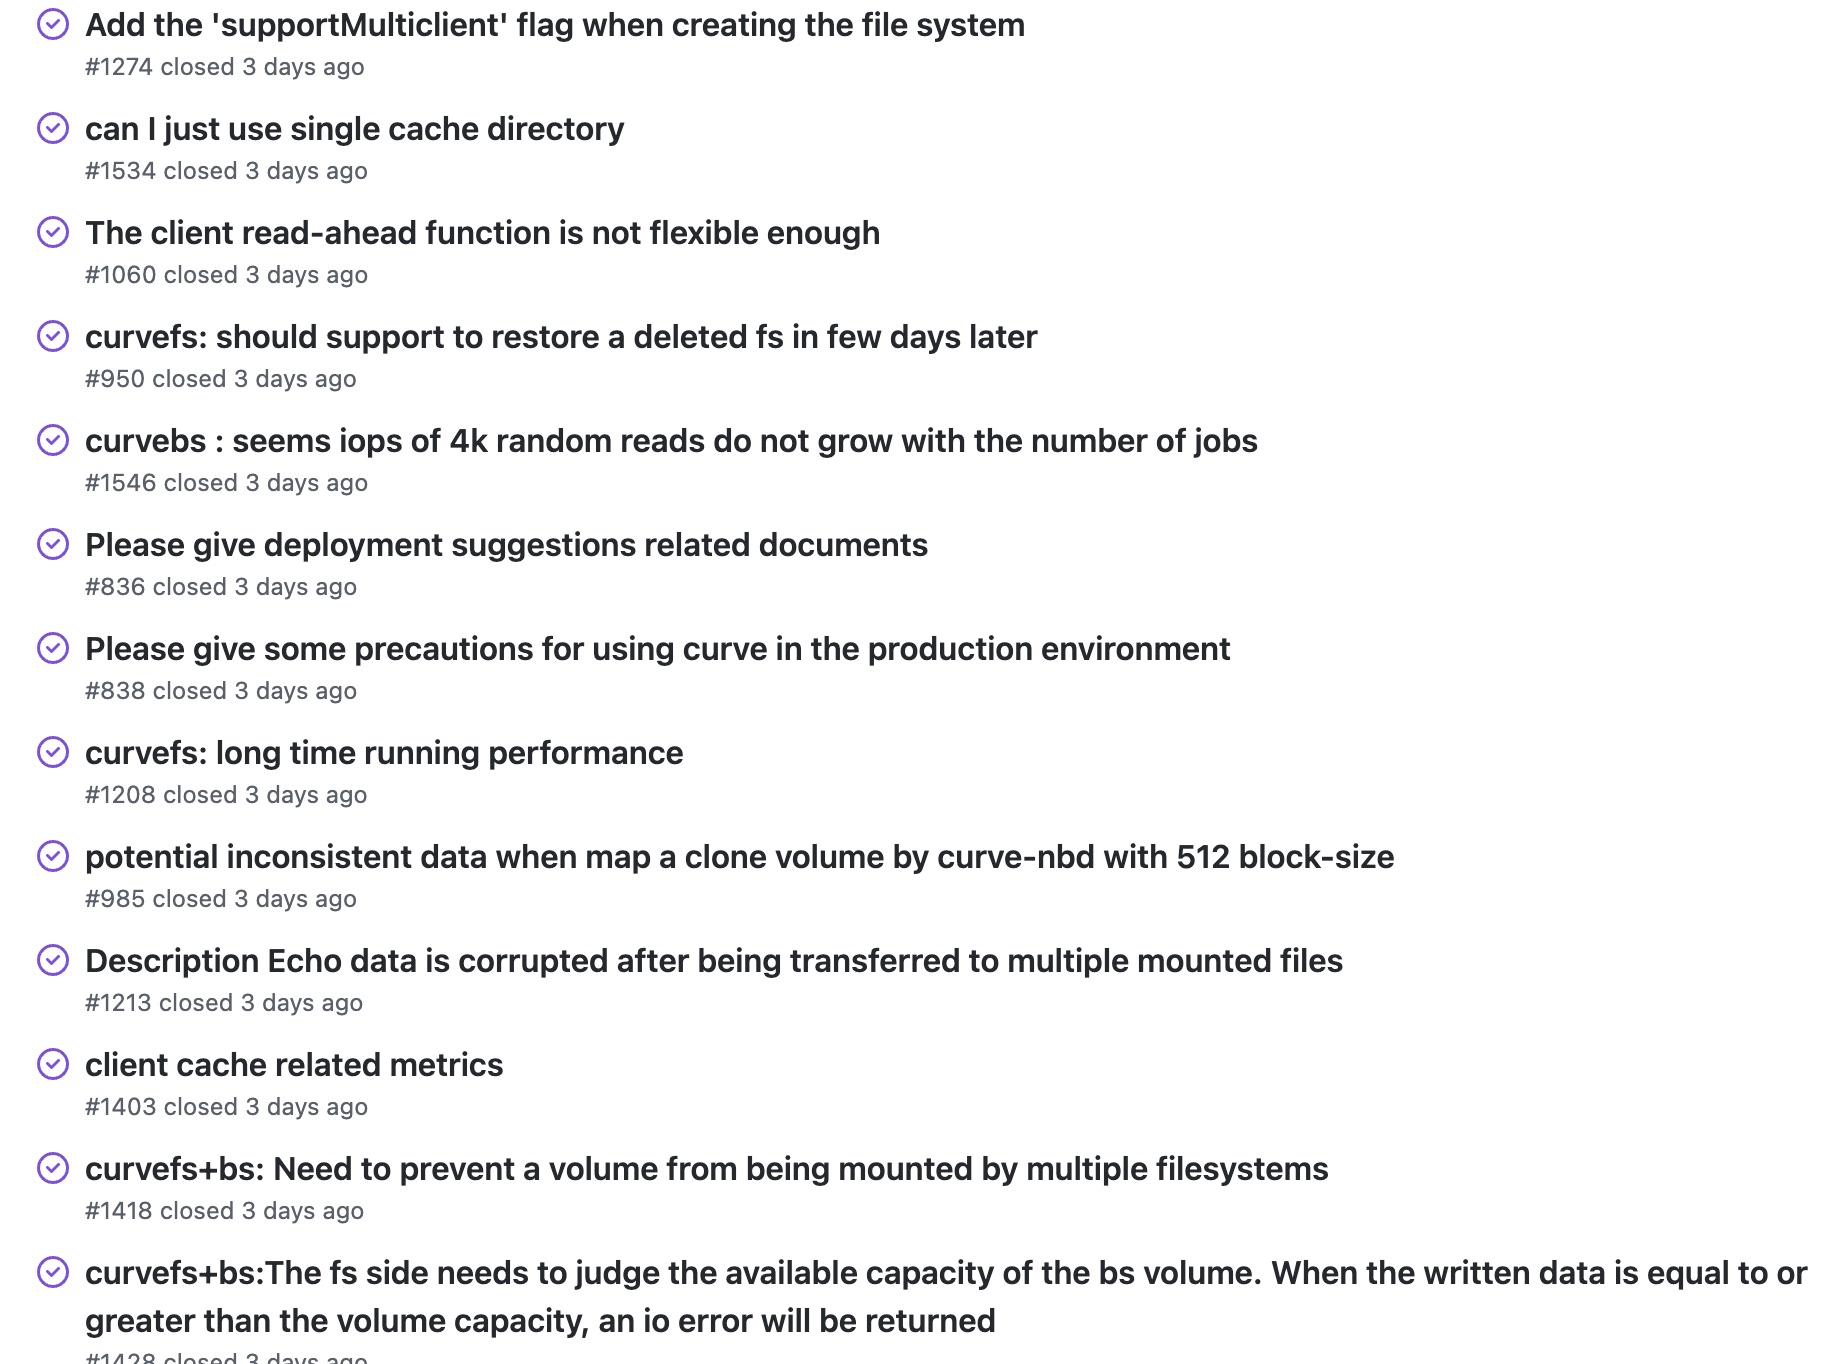 Add the 'supportMulticlient' flag when creating the file system
#1274 closed 3 days ago
can I just use single cache directory
#1534 closed 3 days ago
The client read-ahead function is not flexible enough
#1060 closed 3 days ago
curvefs: should support to restore a deleted fs in few days later
#950 closed 3 days ago
curvebs : seems iops of 4k random reads do not grow with the number of jobs
#1546 closed 3 days ago
Please give deployment suggestions related documents
#836 closed 3 days ago
Please give some precautions for using curve in the production environment
#838 closed 3 days ago
curvefs: long time running performance
#1208 closed 3 days ago
potential inconsistent data when map a clone volume by curve-nbd with 512 block-size
#985 closed 3 days ago
Description Echo data is corrupted after being transferred to multiple mounted files
#1213 closed 3 days ago
client cache related metrics
#1403 closed 3 days ago
curvefs+bs: Need to prevent a volume from being mounted by multiple filesystems
#1418 closed 3 days ago
curvefs+bs:The fs side needs to judge the available capacity of the bs volume. When the written data is equal to or
greater than the volume capacity, an io error will be returned
#1428 closed 3 days ago